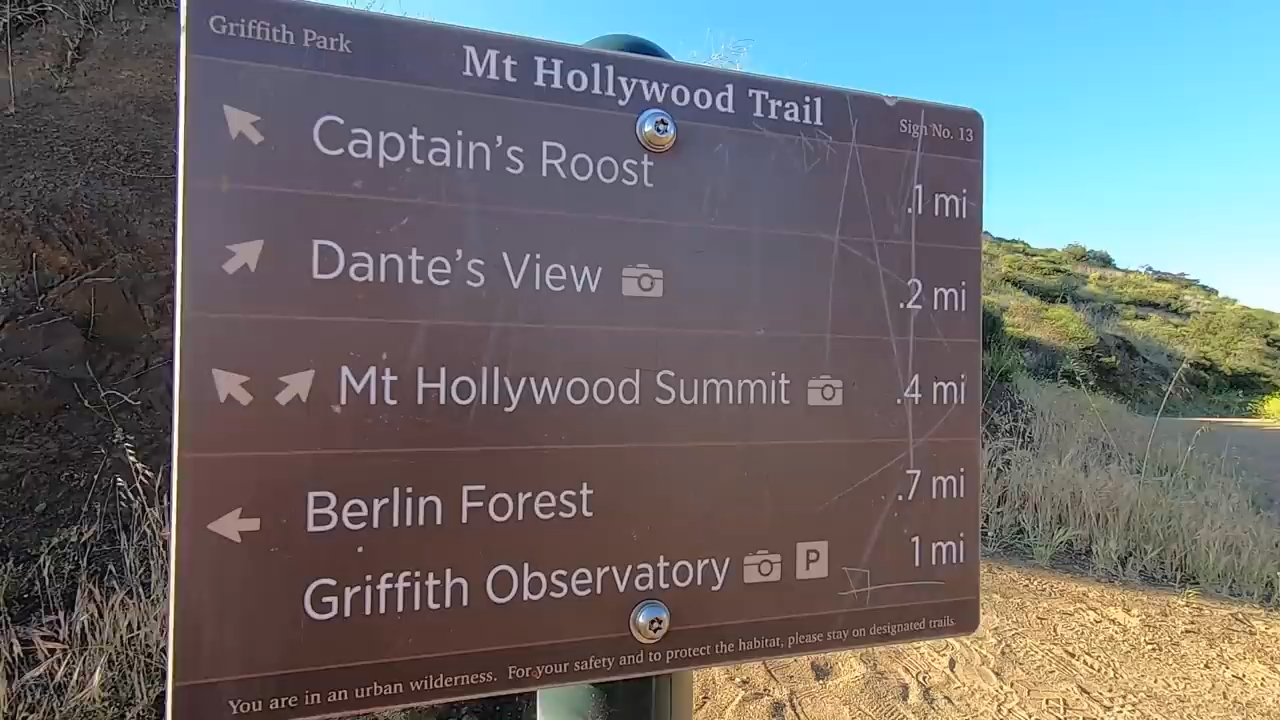 Griffith Park
Mt Hollywood Trail
Sign No. 13
Captain's Roost .1 mi
Dante's View .2 mi
Mt Hollywood Summit .4 mi
Berlin Forest .7 mi
Griffith Observatory P 1 mi
You are in an urban wilderness. For your safety and to protect the habitat, please stay on designated trails.